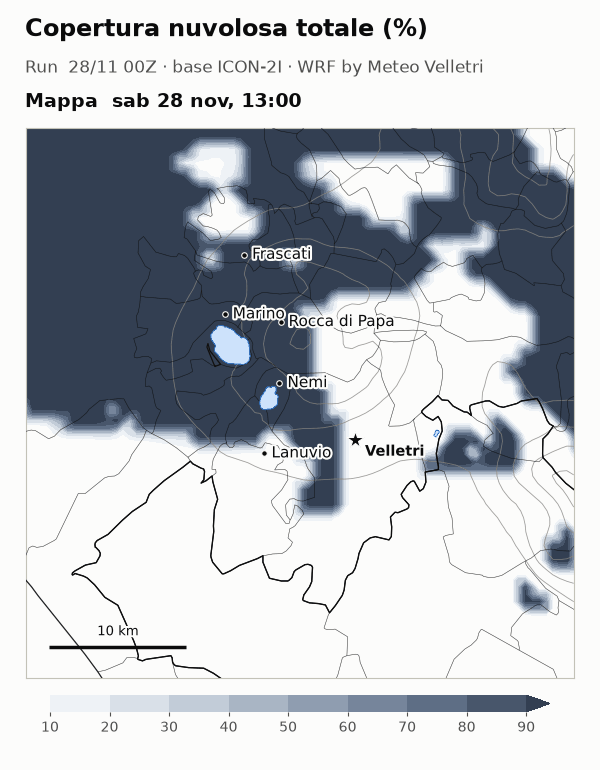 Copertura nuvolosa totale (%)
Run  28/11 00Z · base ICON-2I · WRF by Meteo Velletri
Mappa  sab 28 nov, 13:00
Frascati
Marino
Rocca di Papa
Nemi
Velletri
Lanuvio
10 km
10 20 30 40 50 60 70 80 90